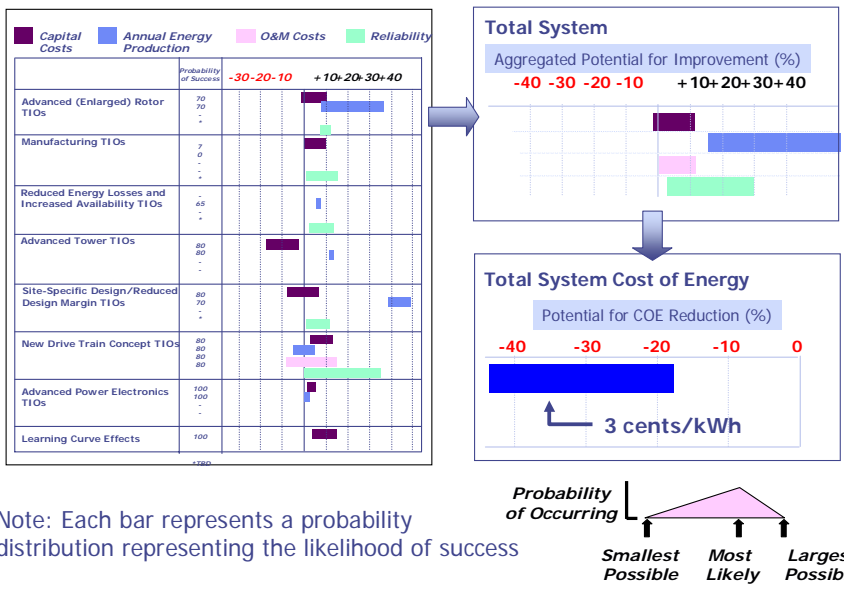 Capital Costs
Annual Energy Production
O&M Costs
Reliability
Probability of Success
-30-20-10
+10+20+30+40
Advanced (Enlarged) Rotor TIOs
70
70
-
*
Manufacturing TIOs
7
0
-
-
*
Reduced Energy Losses and Increased Availability TIOs
-
65
-
*
Advanced Tower TIOs
80
80
-
-
Site-Specific Design/Reduced Design Margin TIOs
80
70
-
*
New Drive Train Concept TIOs
80
80
80
80
Advanced Power Electronics TIOs
100
100
-
-
Learning Curve Effects
100
*TBD
Total System
Aggregated Potential for Improvement (%)
-40 -30 -20 -10
+10+20+30+40
Total System Cost of Energy
Potential for COE Reduction (%)
-40 -30 -20 -10 0
3 cents/kWh
Note: Each bar represents a probability
distribution representing the likelihood of success
Probability
of Occurring
Smallest Possible
Most Likely
Larges
Possib